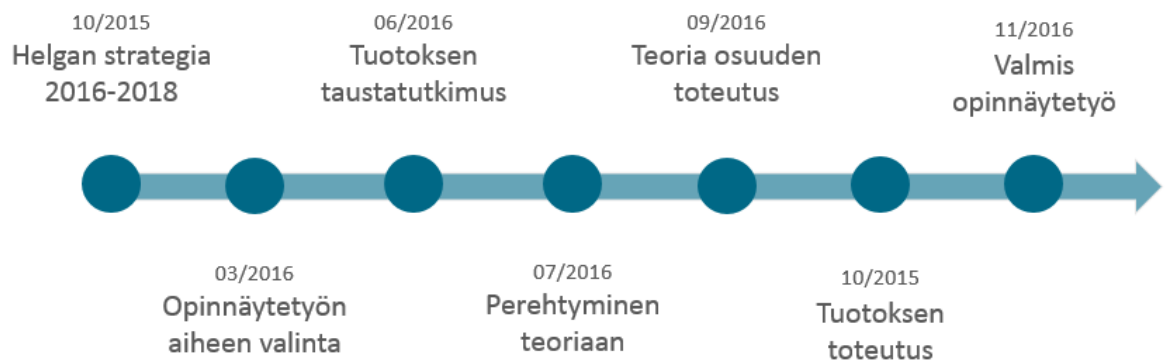 10/2015
Helgan strategia
2016-2018
03/2016
Opinnäytetyön
aiheen valinta
06/2016
Tuotoksen
taustatutkimus
07/2016
Perehtyminen
teoriaan
09/2016
Teoria osuuden
toteutus
10/2015
Tuotoksen
toteutus
11/2016
Valmis
opinnäytetyö